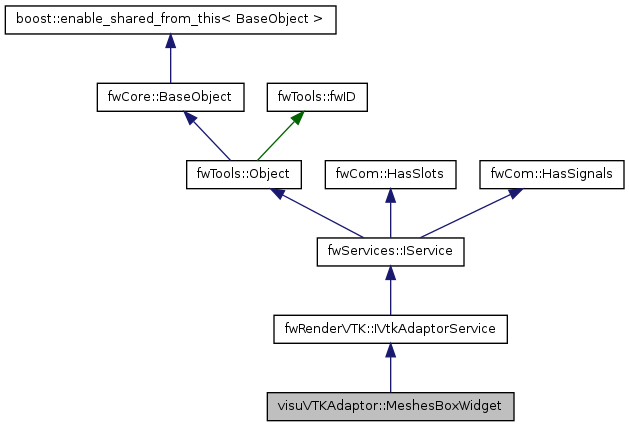 boost::enable_shared_from_this< BaseObject >
fwCore::BaseObject
fwTools::fwID
fwTools::Object
fwCom::HasSlots
fwCom::HasSignals
fwServices::IService
fwRenderVTK::IVtkAdaptorService
visuVTKAdaptor::MeshesBoxWidget